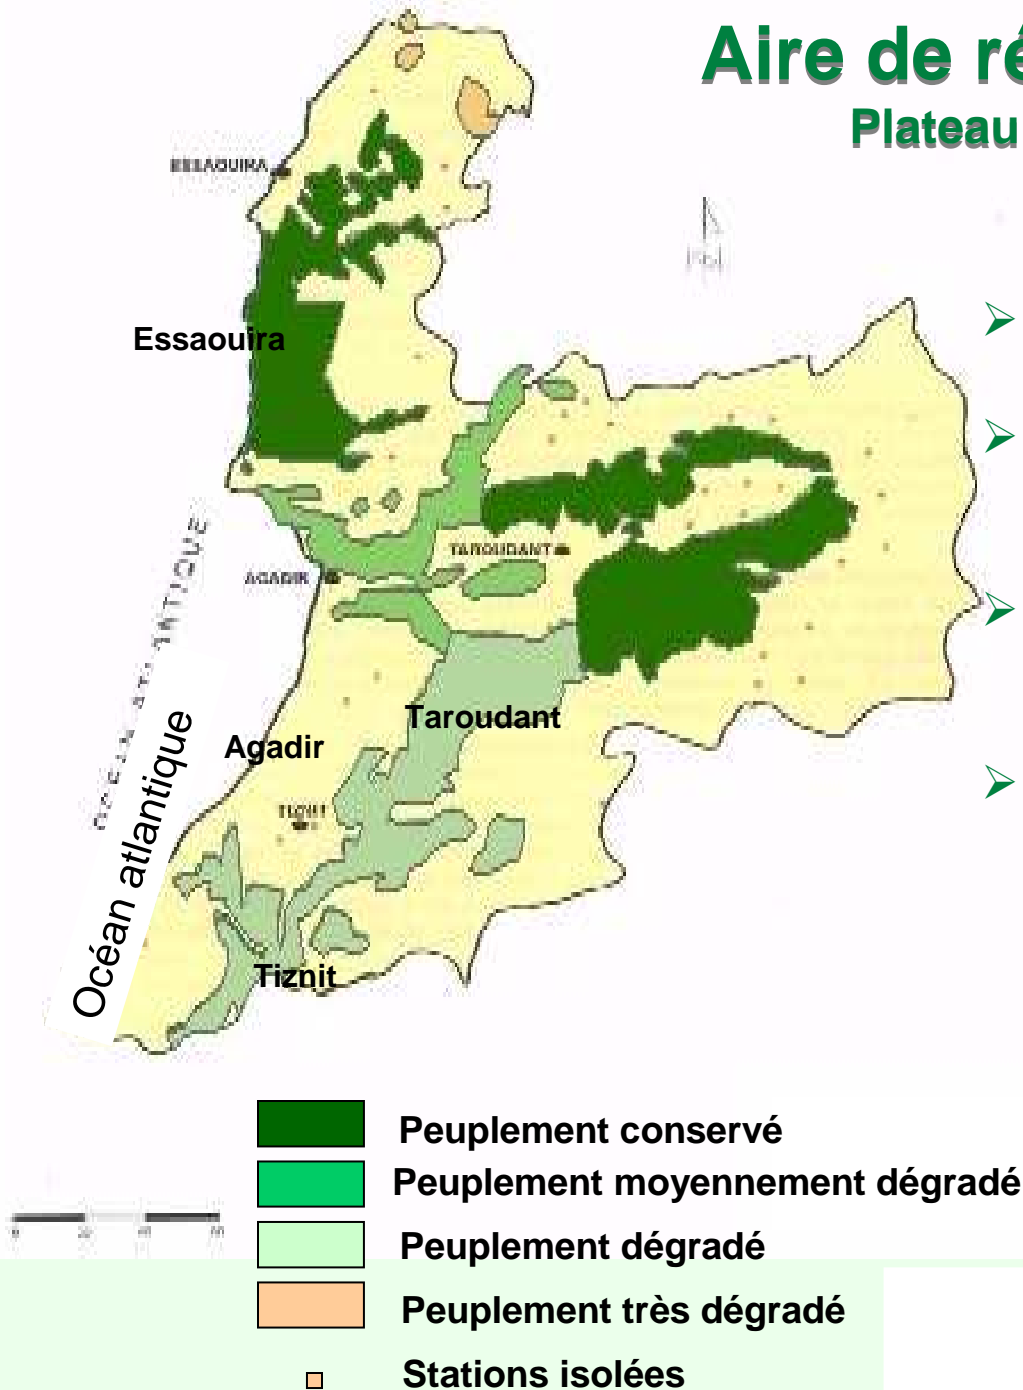 Aire de ré
Plateau
ESSAOUIRA
Essaouira
TAROUDANT
AGADIR
Taroudant
Agadir
Océan atlantique
Tiznit
Peuplement conservé
Peuplement moyennement dégradé
Peuplement dégradé
Peuplement très dégradé
Stations isolées